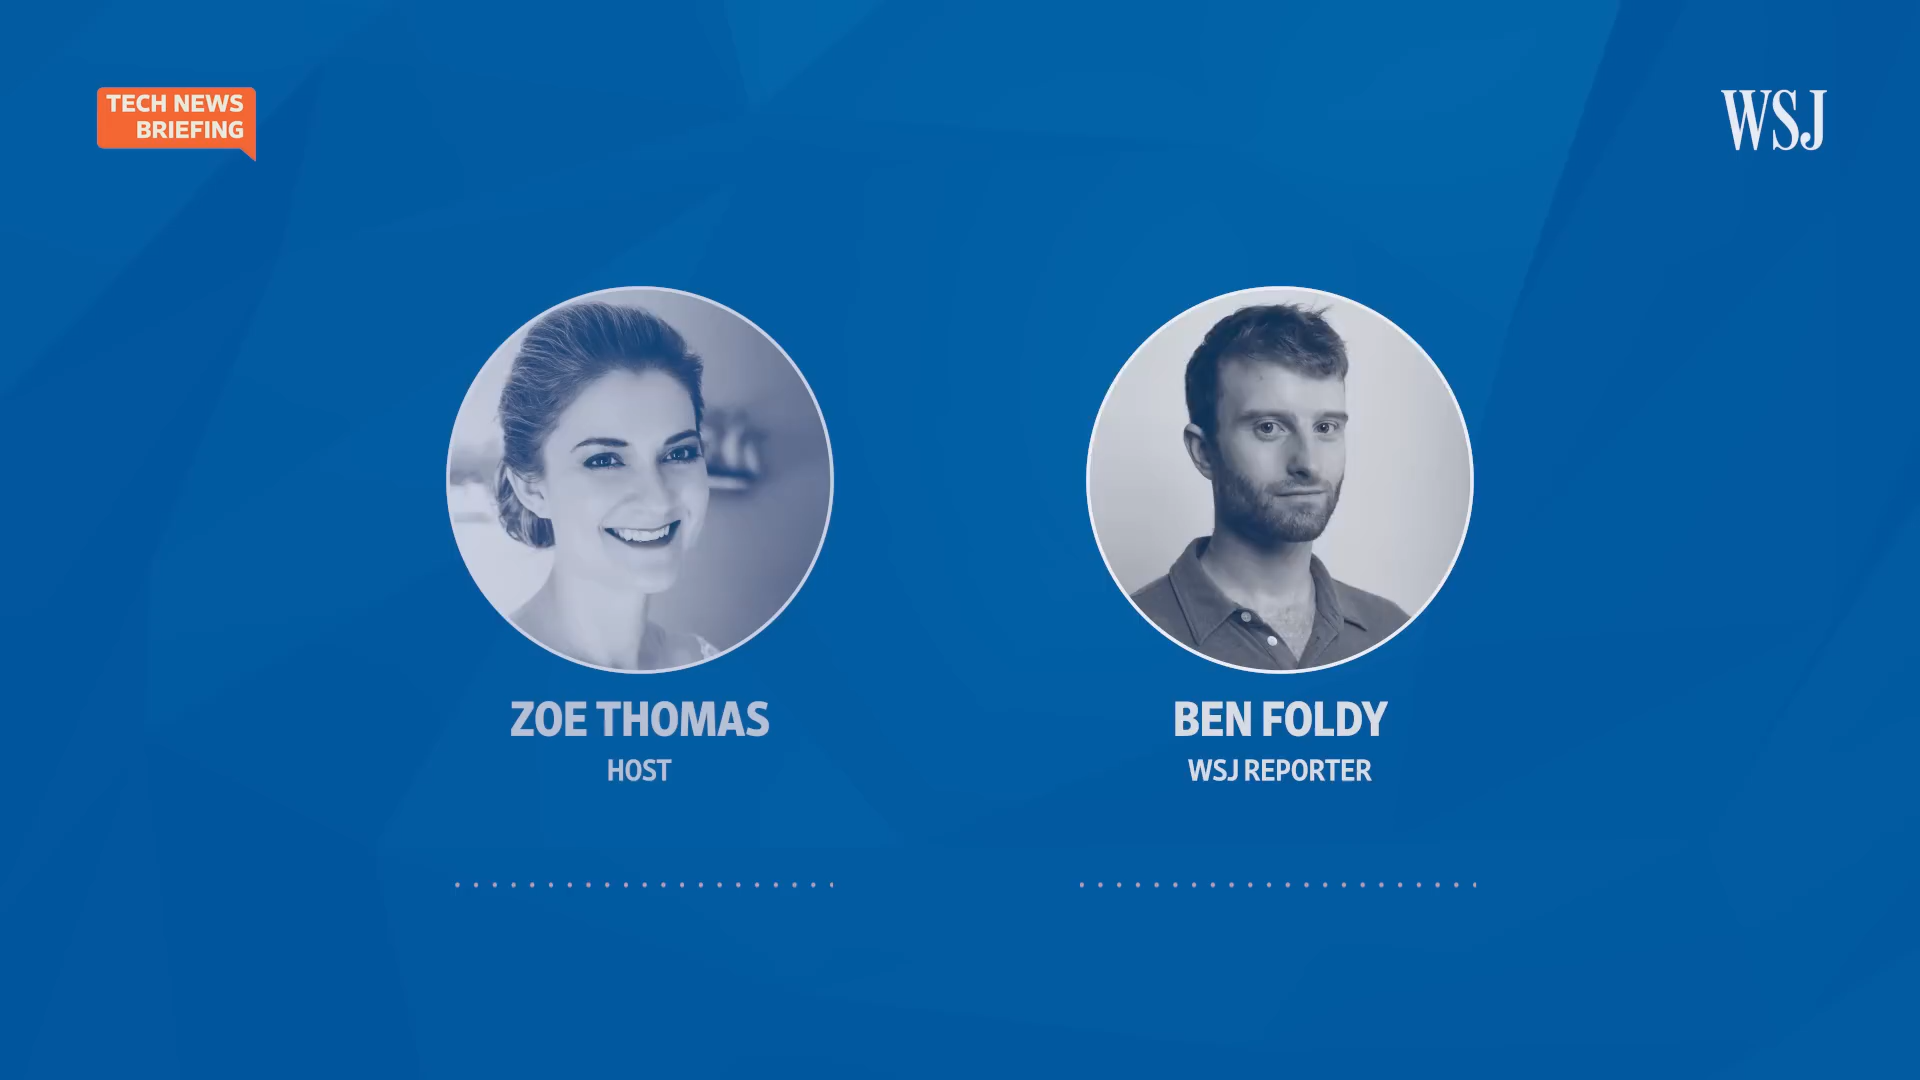 TECH NEWS
BRIEFING
WSJ
ZOE THOMAS
HOST
BEN FOLDY
WSJ REPORTER